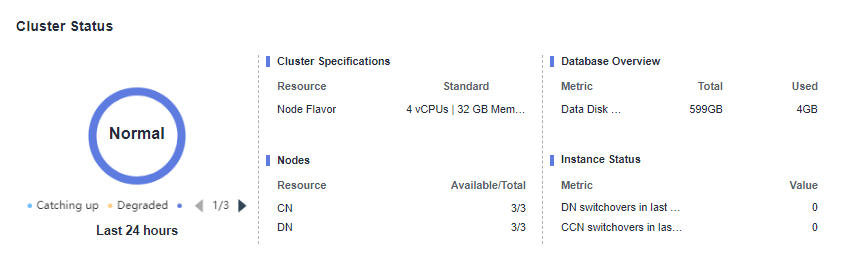 Cluster Status
Normal
Catching up Degraded 1/3
Last 24 hours
Cluster Specifications
Resource Standard
Node Flavor 4 vCPUs | 32 GB Mem...
Nodes
Resource Available/Total
CN 3/3
DN 3/3
Database Overview
Metric Total Used
Data Disk ... 599GB 4GB
Instance Status
Metric Value
DN switchovers in last ... 0
CCN switchovers in las... 0